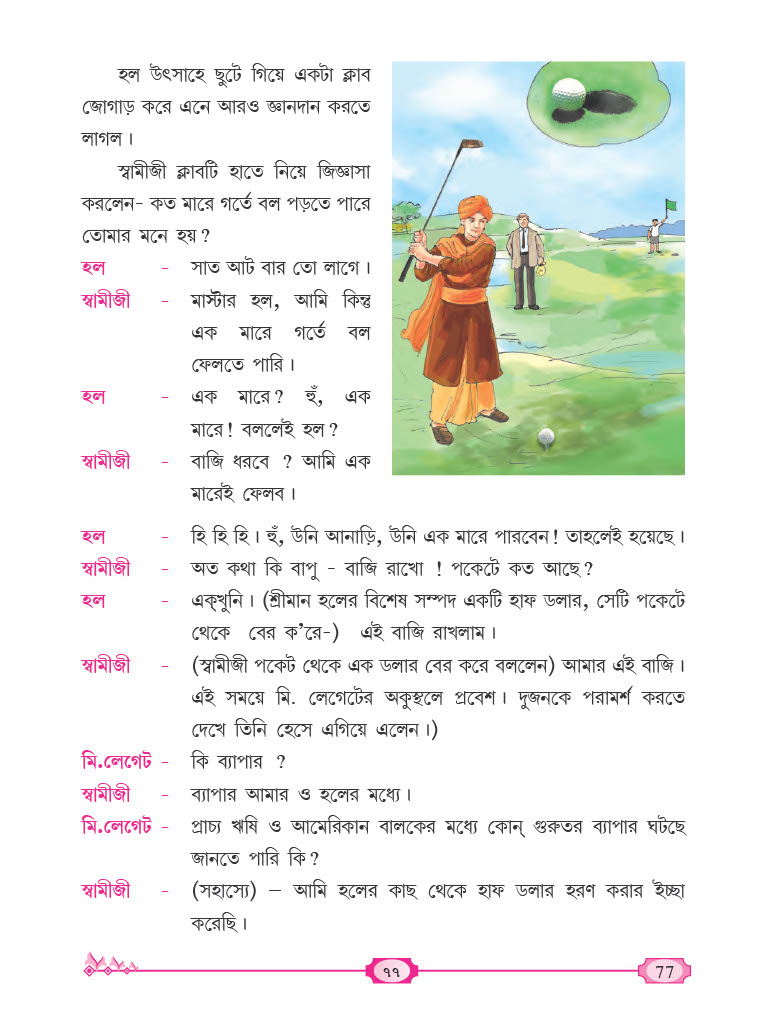 হল উৎসাহে ছুটে গিয়ে একটা ক্লাব
জোগাড় করে এনে আরও জ্ঞানদান করতে
লাগল।
স্বামীজী ক্লাবটি হাতে নিয়ে জিজ্ঞাসা
করলেন- কত মারে গর্তে বল পড়তে পারে
তোমার মনে হয়?
হল - সাত আট বার তো লাগে।
স্বামীজী - মাস্টার হল, আমি কিন্তু
এক মারে গর্তে বল
ফেলতে পারি।
হল - এক মারে? হুঁ, এক
মারে! বললেই হল?
স্বামীজী - বাজি ধরবে ? আমি এক
মারেই ফেলব।
হল - হি হি হি। হুঁ, উনি আনাড়ি, উনি এক মারে পারবেন! তাহলেই হয়েছে।
স্বামীজী - অত কথা কি বাপু - বাজি রাখো ! পকেটে কত আছে?
হল - এক্খুনি। (শ্রীমান হলের বিশেষ সম্পদ একটি হাফ ডলার, সেটি পকেটে
থেকে বের ক’রে-) এই বাজি রাখলাম।
স্বামীজী - (স্বামীজী পকেট থেকে এক ডলার বের করে বললেন) আমার এই বাজি।
এই সময়ে মি. লেগেটের অকুস্থলে প্রবেশ। দুজনকে পরামর্শ করতে
দেখে তিনি হেসে এগিয়ে এলেন।)
মি.লেগেট - কি ব্যাপার ?
স্বামীজী - ব্যাপার আমার ও হলের মধ্যে।
মি.লেগেট - প্রাচ্য ঋষি ও আমেরিকান বালকের মধ্যে কোন্ গুরুতর ব্যাপার ঘটছে
জানতে পারি কি?
স্বামীজী - (সহাস্যে) – আমি হলের কাছ থেকে হাফ ডলার হরণ করার ইচ্ছা
করেছি।
৭৭
77